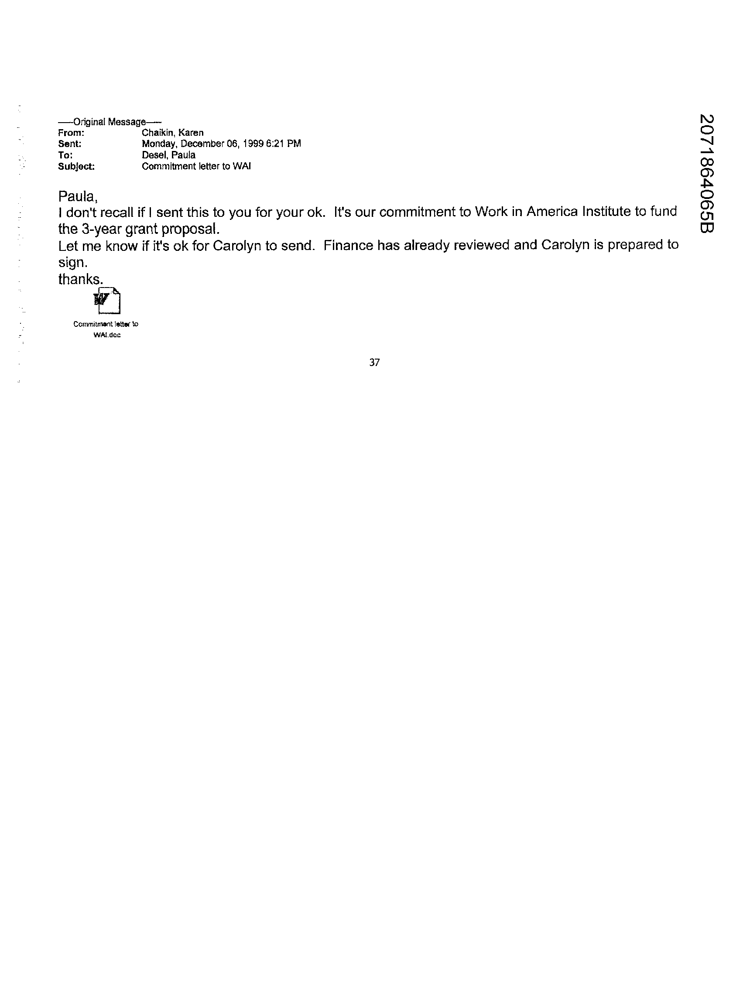 -----Original Message-----
From: Chaikin, Karen
Sent: Monday, December 06, 1999 6:21 PM
To: Desel, Paula
Subject: Commitment letter to WAI
Paula,
I don't recall if I sent this to you for your ok.  It's our commitment to Work in America Institute to fund
the 3-year grant proposal.
Let me know if it's ok for Carolyn to send.  Finance has already reviewed and Carolyn is prepared to
sign.
thanks.
Commitment letter to
WAI.doc
37
2071864065B